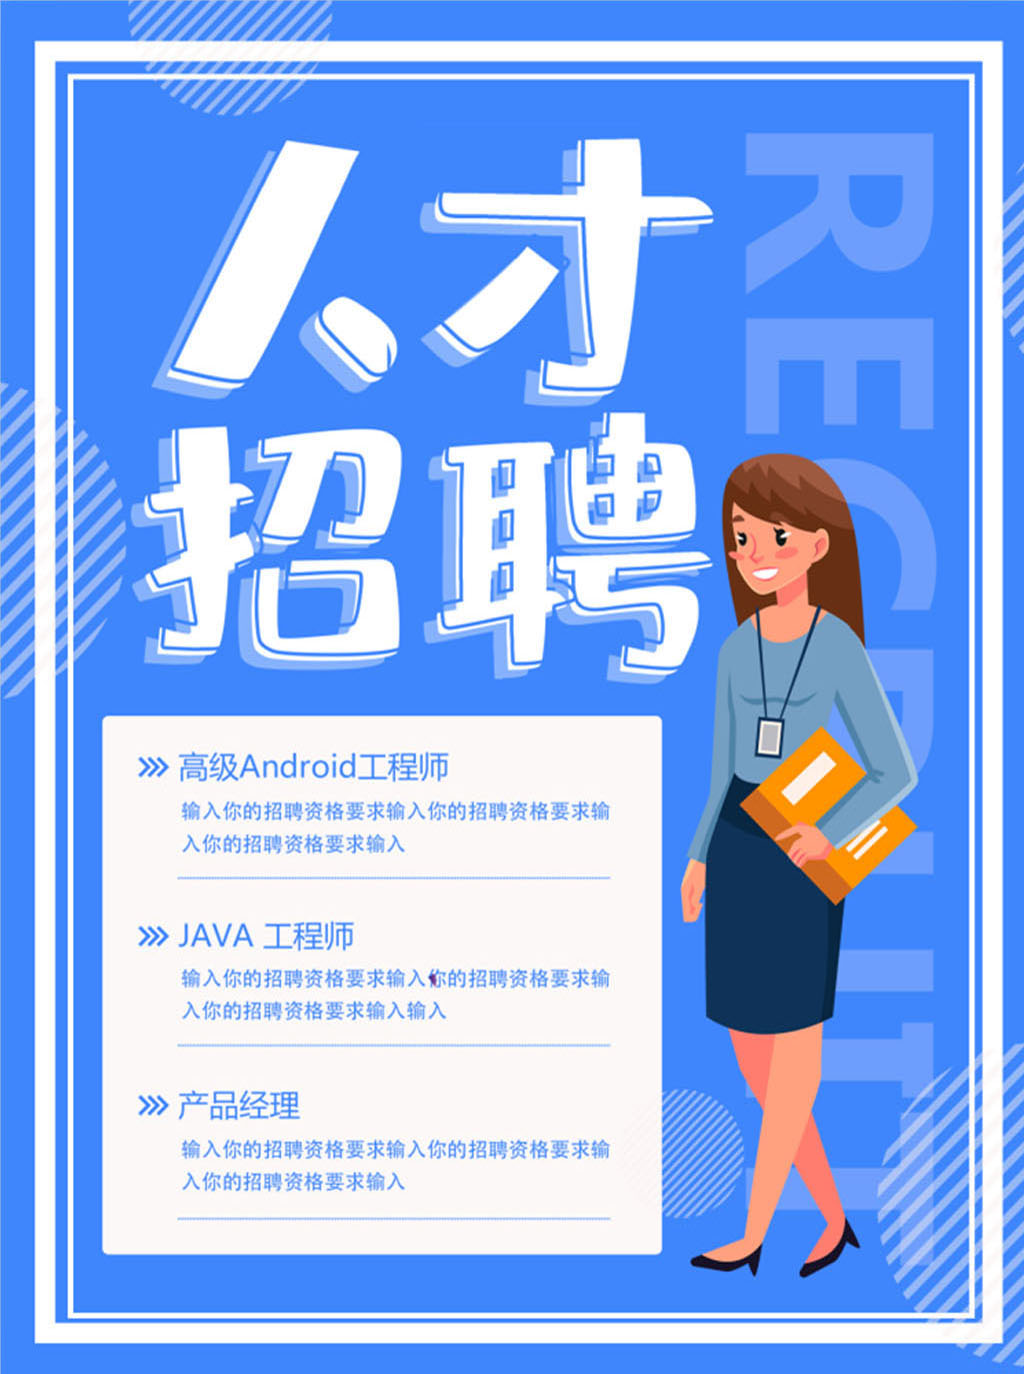 人才
招聘
RECRUIT
高级Android工程师
输入你的招聘资格要求输入你的招聘资格要求输
入你的招聘资格要求输入
JAVA 工程师
输入你的招聘资格要求输入你的招聘资格要求输
入你的招聘资格要求输入输入
产品经理
输入你的招聘资格要求输入你的招聘资格要求输
入你的招聘资格要求输入